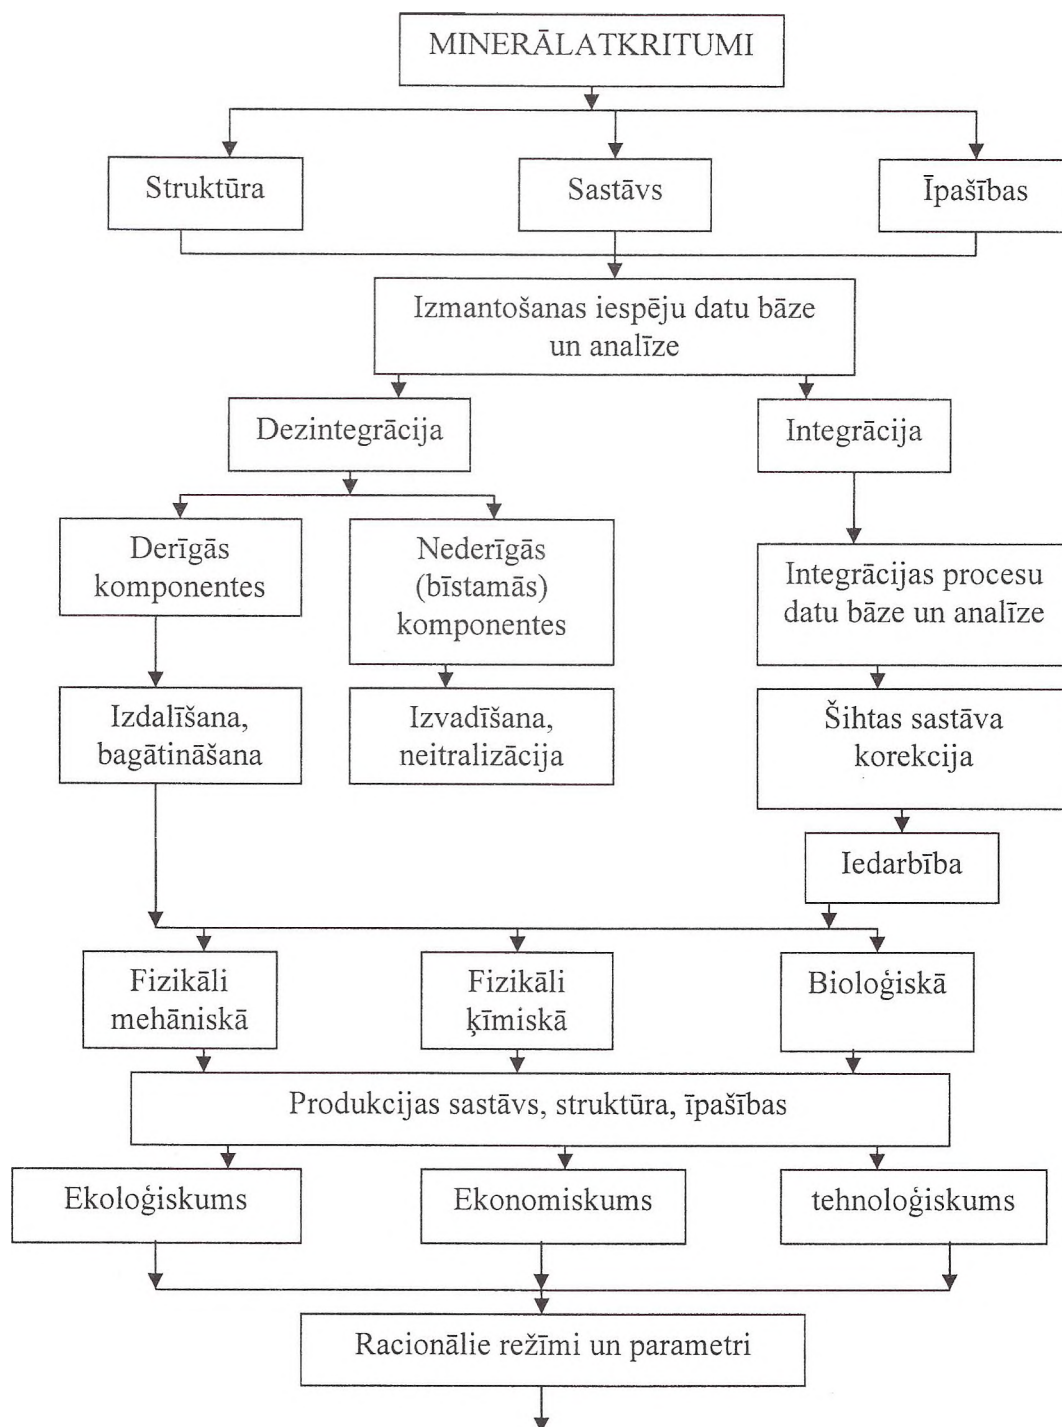 MINERĀLATKRITUMI
Struktūra
Sastāvs
Īpašības
Izmantošanas iespēju datu bāze
un analīze
Dezintegrācija
Integrācija
Derīgās
komponentes
Nederīgās
(bīstamās)
komponentes
Integrācijas procesu
datu bāze un analīze
Izdalīšana,
bagātināšana
Izvadīšana,
neitralizācija
Šihtas sastāva
korekcija
Iedarbība
Fizikāli
mehāniskā
Fizikāli
ķīmiskā
Bioloģiskā
Produkcijas sastāvs, struktūra, īpašības
Ekoloģiskums
Ekonomiskums
tehnoloģiskums
Racionālie režīmi un parametri